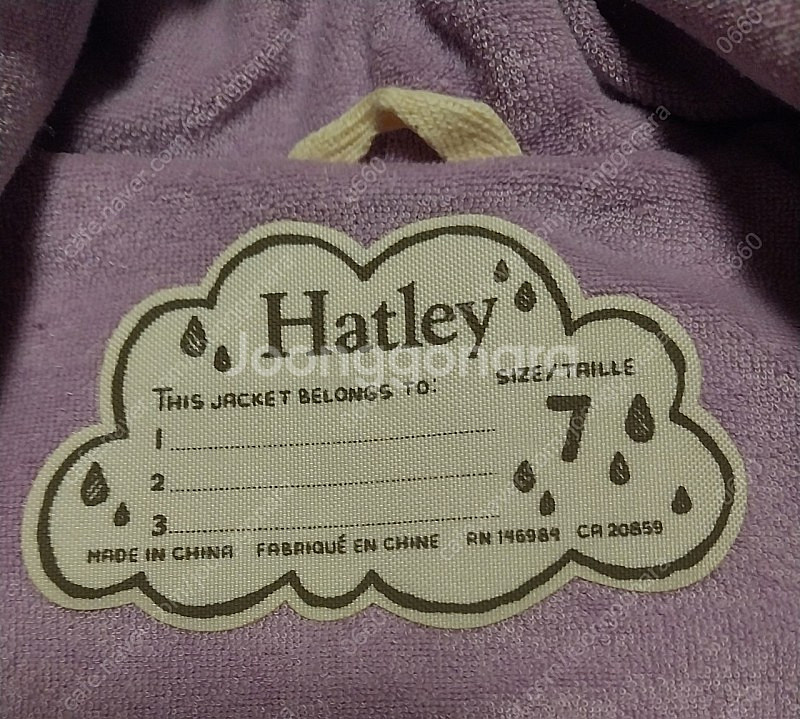 Hatley
THIS JACKET BELONGS TO:
SIZE/TAILLE
7
1
2
3
MADE IN CHINA FABRIQUÉ EN CHINE RN 146984 CA 20859
Joonggonara